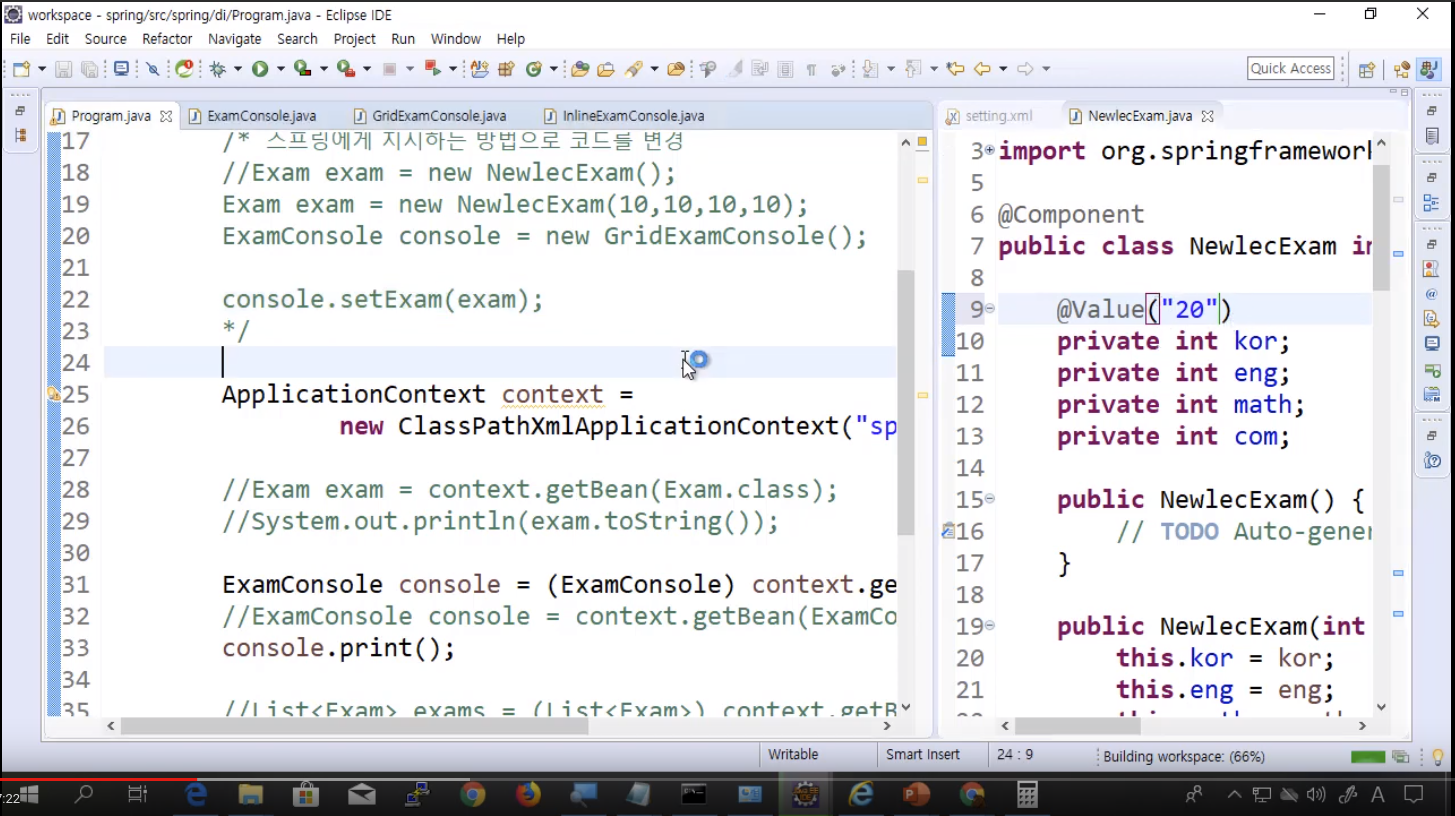 workspace - spring/src/spring/di/Program.java - Eclipse IDE
File Edit Source Refactor Navigate Search Project Run Window Help
Quick Access
Program.java ExamConsole.java GridExamConsole.java InlineExamConsole.java
17 /* 스프링에게 지시하는 방법으로 코드를 변경
18 //Exam exam = new NewlecExam();
19 Exam exam = new NewlecExam(10,10,10,10);
20 ExamConsole console = new GridExamConsole();
21
22 console.setExam(exam);
23 */
24
25 ApplicationContext context =
26 new ClassPathXmlApplicationContext("sp
27
28 //Exam exam = context.getBean(Exam.class);
29 //System.out.println(exam.toString());
30
31 ExamConsole console = (ExamConsole) context.ge
32 //ExamConsole console = context.getBean(ExamCo
33 console.print();
34
35 //List<Exam> exams = (List<Exam>) context.getB
setting.xml NewlecExam.java
3 import org.springframework
5
6 @Component
7 public class NewlecExam in
8
9 @Value("20")
10 private int kor;
11 private int eng;
12 private int math;
13 private int com;
14
15 public NewlecExam() {
16 // TODO Auto-gener
17 }
18
19 public NewlecExam(int
20 this.kor = kor;
21 this.eng = eng;
Writable Smart Insert 24 : 9 Building workspace: (66%)
7:22
A